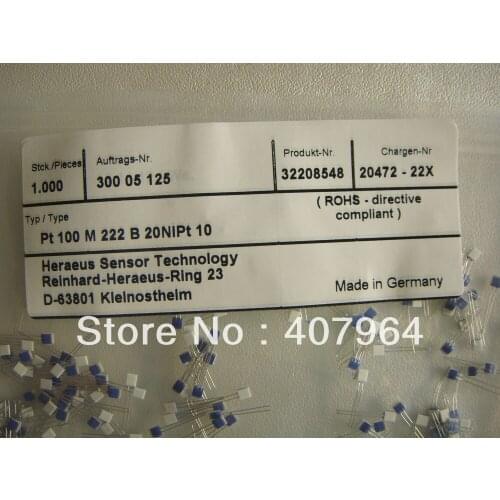 Stck./Pieces Auftrags-Nr. Produkt-Nr. Chargen-Nr
1.000 300 05 125 32208548 20472 - 22X
Typ / Type ( ROHS - directive
compliant )
Pt 100 M 222 B 20NIPt 10
Heraeus Sensor Technology
Reinhard-Heraeus-Ring 23
D-63801 Kleinostheim Made in Germany
Store No : 407964